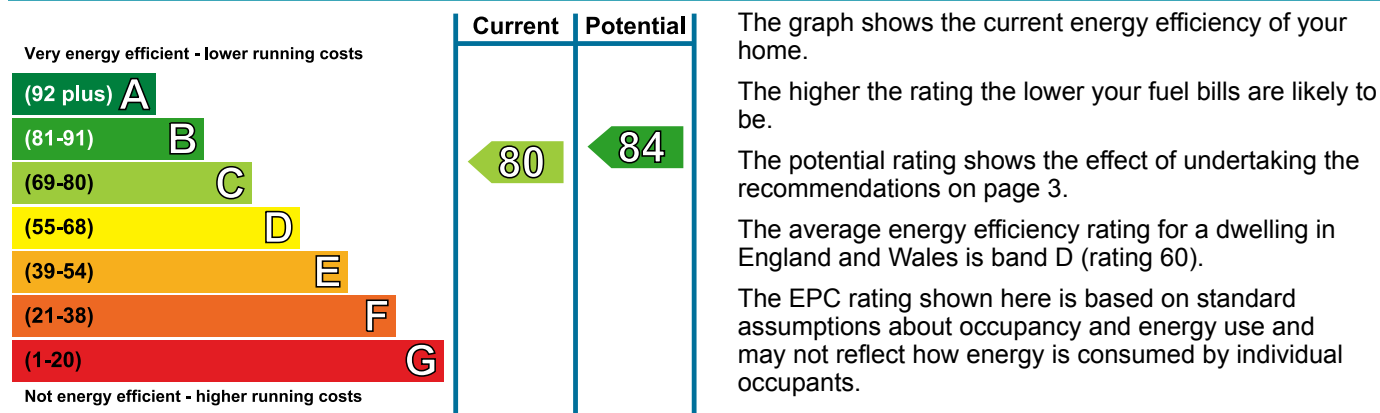 Current Potential
Very energy efficient - lower running costs
(92 plus) A
(81-91) B
(69-80) C
(55-68) D
(39-54) E
(21-38) F
(1-20) G
Not energy efficient - higher running costs
80
84
The graph shows the current energy efficiency of your
home.
The higher the rating the lower your fuel bills are likely to
be.
The potential rating shows the effect of undertaking the
recommendations on page 3.
The average energy efficiency rating for a dwelling in
England and Wales is band D (rating 60).
The EPC rating shown here is based on standard
assumptions about occupancy and energy use and
may not reflect how energy is consumed by individual
occupants.